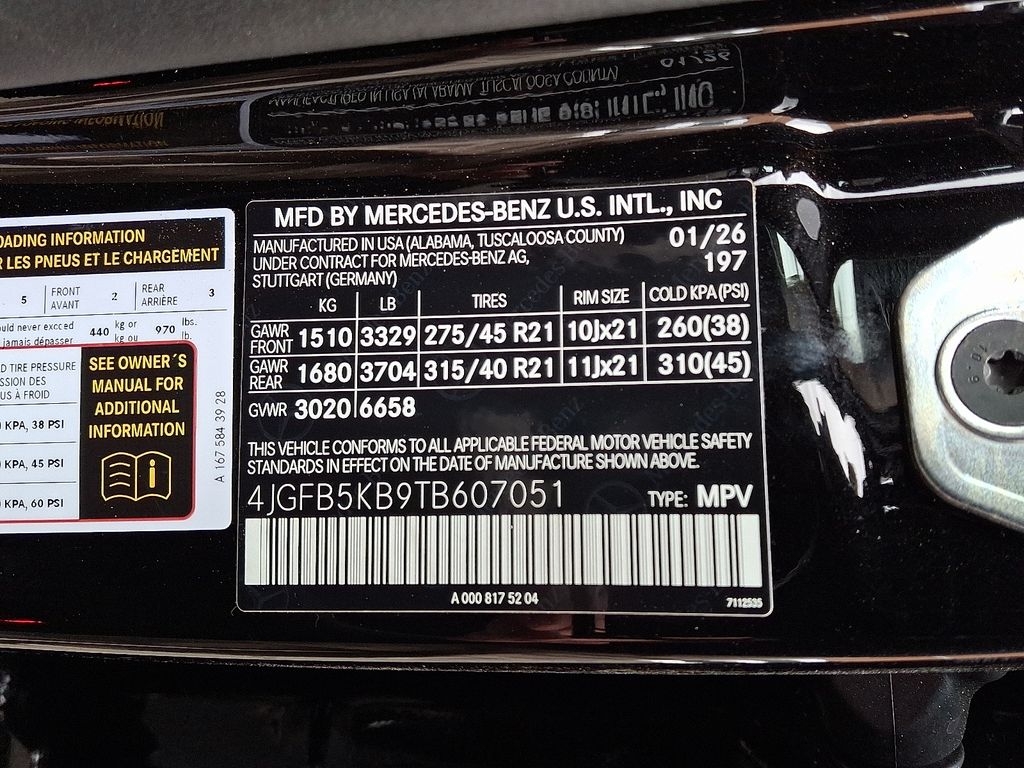 OADING INFORMATION
R LES PNEUS ET LE CHARGEMENT
5 FRONT AVANT 2 REAR ARRIÈRE 3
ould never exceed
jamais dépasser
440 kg or kg ou 970 lbs. lb.
D TIRE PRESSURE
SSION DES
US À FROID
KPA, 38 PSI
KPA, 45 PSI
KPA, 60 PSI
SEE OWNER´S
MANUAL FOR
ADDITIONAL
INFORMATION
i
A 167 584 39 28
MFD BY MERCEDES-BENZ U.S. INTL., INC
MANUFACTURED IN USA (ALABAMA, TUSCALOOSA COUNTY) 01/26
UNDER CONTRACT FOR MERCEDES-BENZ AG, 197
STUTTGART (GERMANY)
KG LB TIRES RIM SIZE COLD KPA (PSI)
GAWR FRONT 1510 3329 275/45 R21 10Jx21 260(38)
GAWR REAR 1680 3704 315/40 R21 11Jx21 310(45)
GVWR 3020 6658
THIS VEHICLE CONFORMS TO ALL APPLICABLE FEDERAL MOTOR VEHICLE SAFETY
STANDARDS IN EFFECT ON THE DATE OF MANUFACTURE SHOWN ABOVE.
4JGFB5KB9TB607051 TYPE: MPV
A 000 817 52 04
7112535